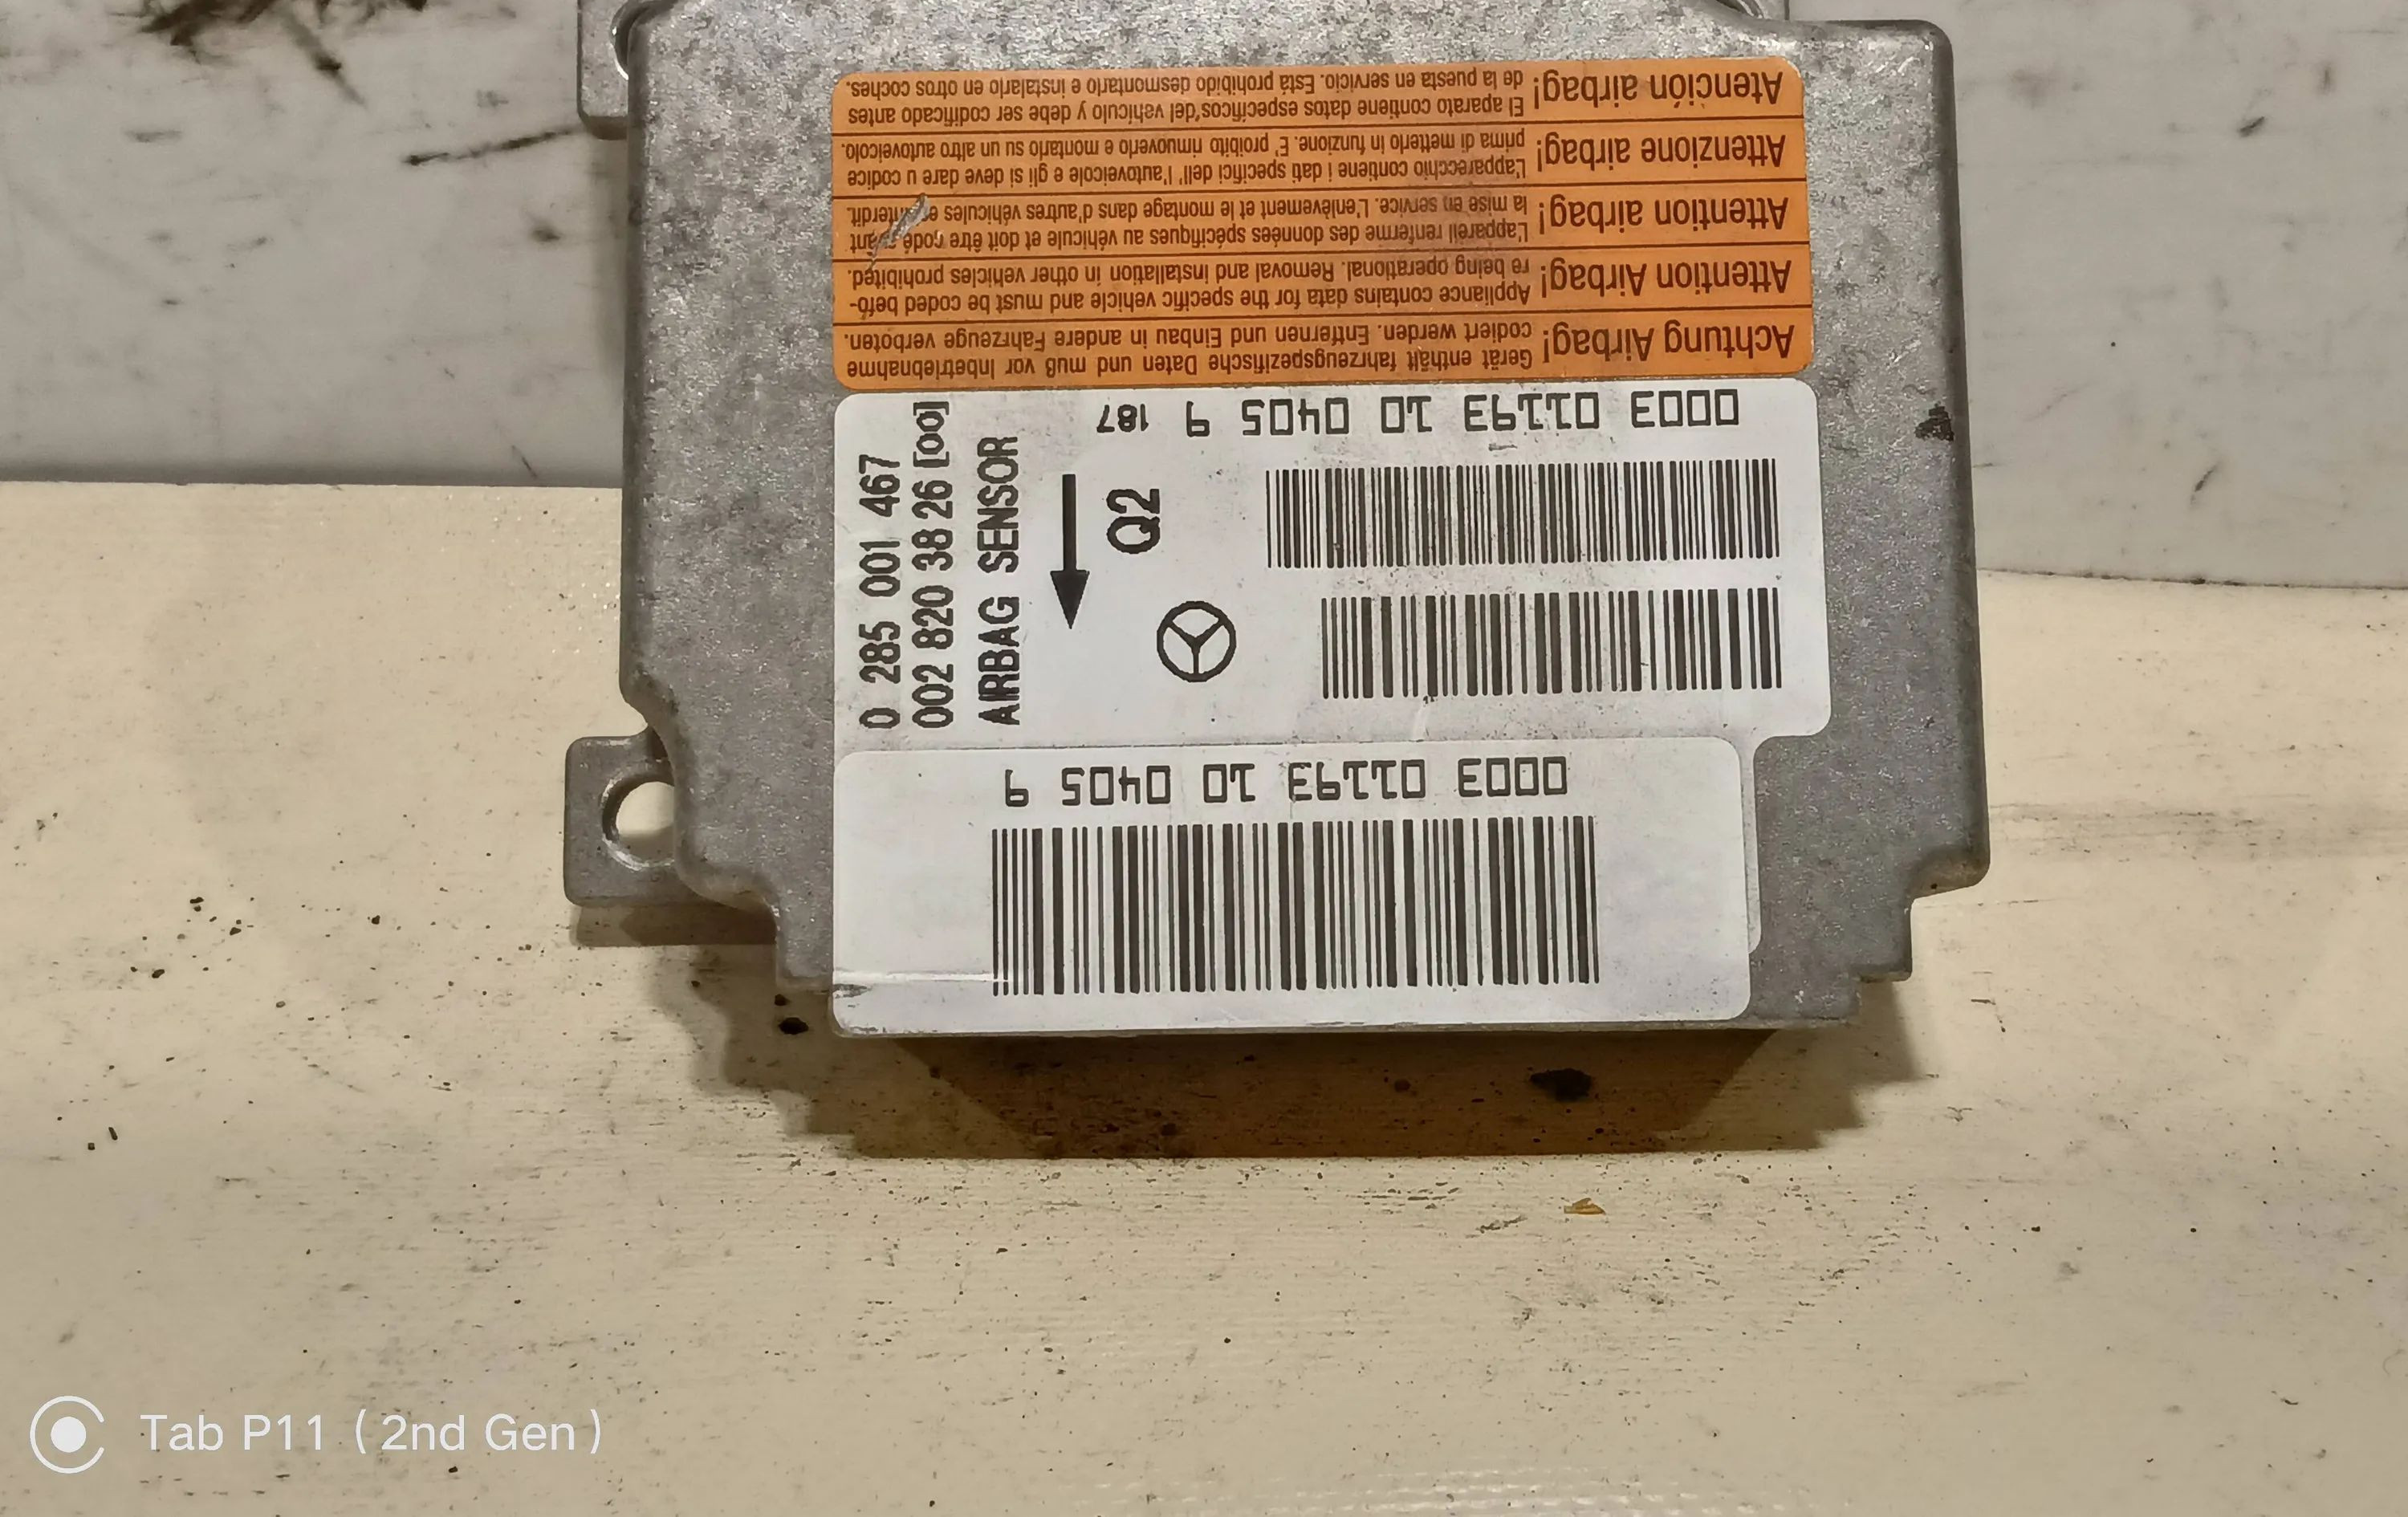 0003 01193 10 0405 9
0 285 001 467
002 820 38 26 [00]
AIRBAG SENSOR
Q2
0003 01193 10 0405 9 187
Achtung Airbag! Gerät enthält fahrzeugspezifische Daten und muß vor Inbetriebnahme
codiert werden. Entfernen und Einbau in andere Fahrzeuge verboten.
Attention Airbag! Appliance contains data for the specific vehicle and must be coded befo-
re being operational. Removal and installation in other vehicles prohibited.
Attention airbag! L'appareil renferme des données spécifiques au véhicule et doit être codé avant
la mise en service. L'enlèvement et le montage dans d'autres véhicules est interdit.
Attenzione airbag! L'apparecchio contiene i dati specifici dell' l'autoveicole e gli si deve dare u codice
prima di metterlo in funzione. E' proibito rimuoverlo e montarlo su un altro autoveicolo.
Atención airbag! El aparato contiene datos específicos del vahículo y debe ser codificado antes
de la puesta en servicio. Está prohibido desmontarlo e instalarlo en otros coches.
Tab P11 (2nd Gen)